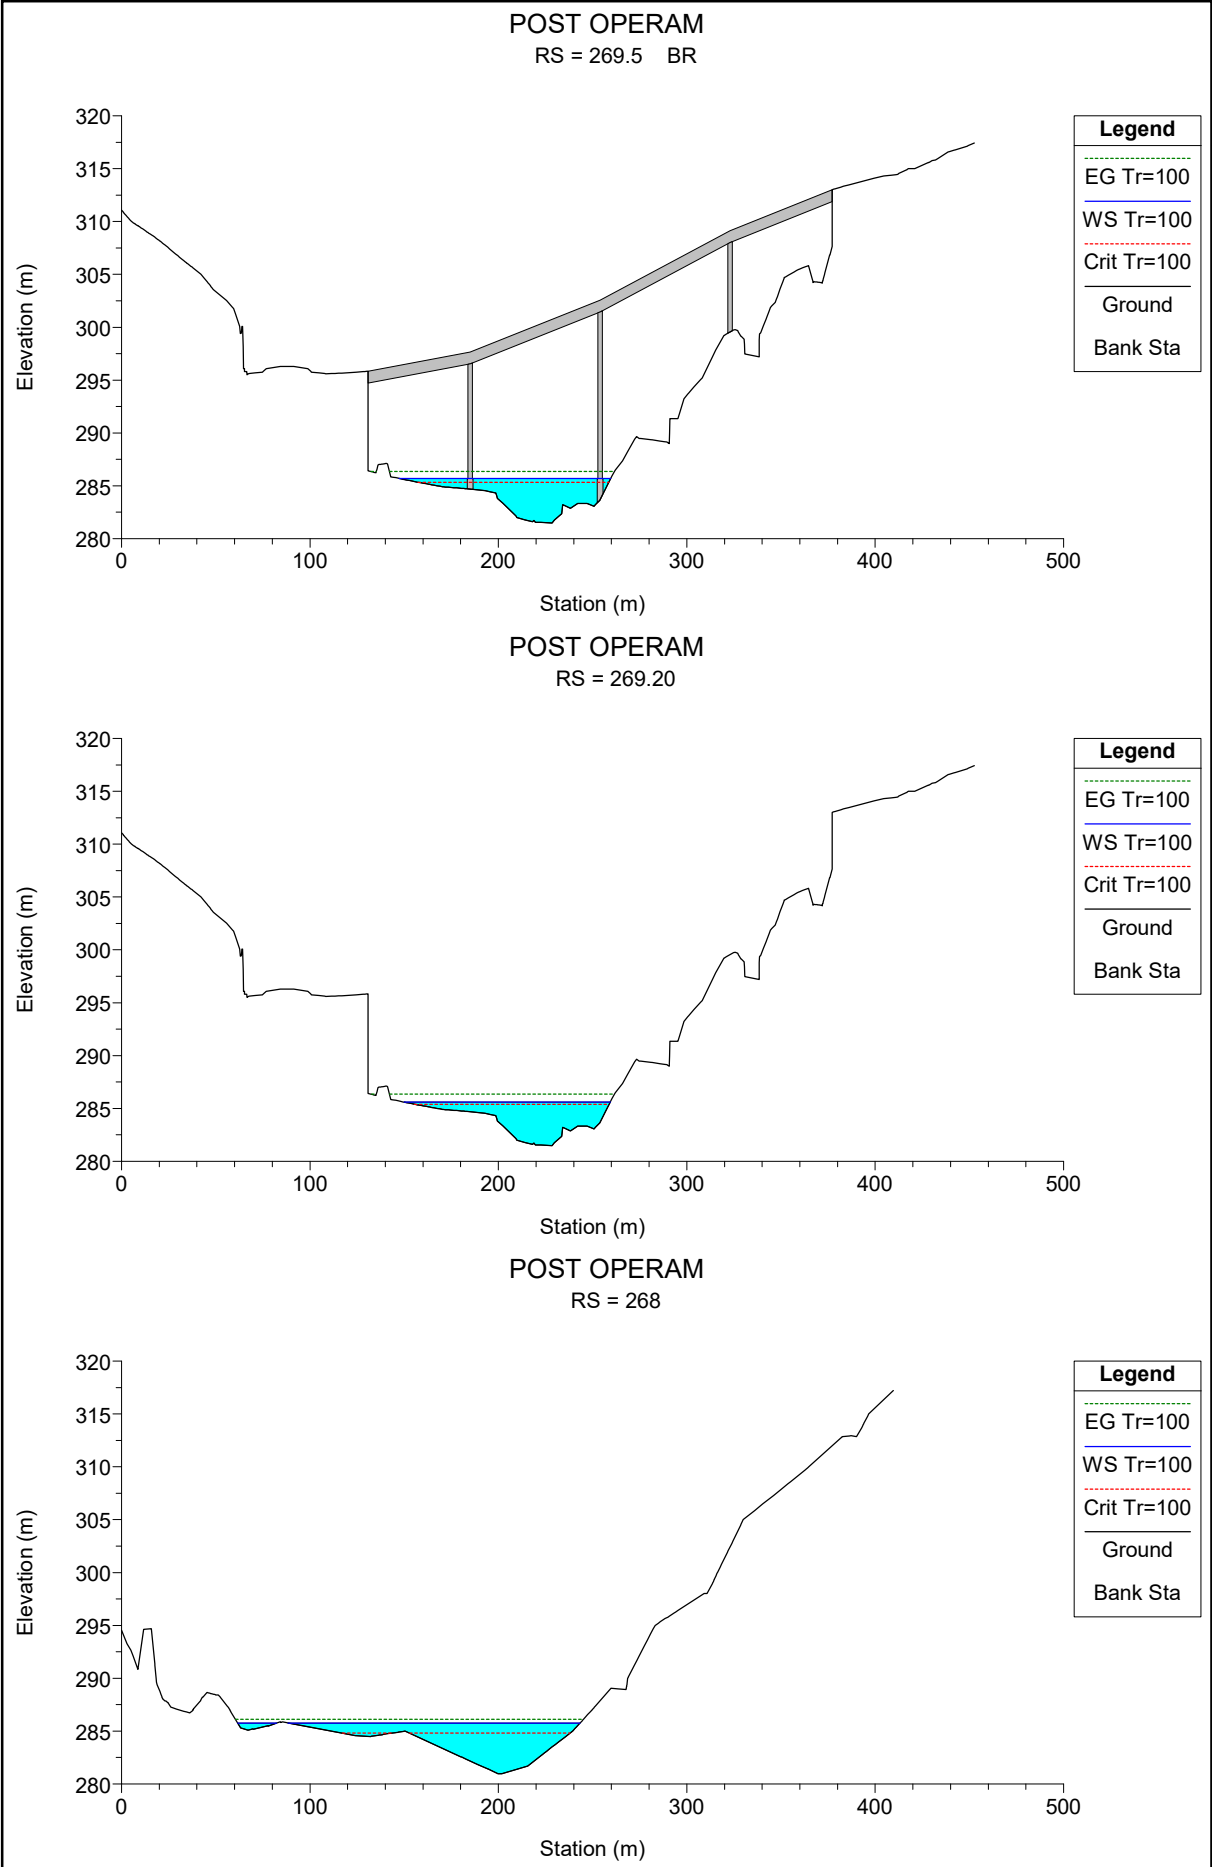 POST OPERAM
RS = 269.5 BR
320
315
310
305
300
295
290
285
280
0 100 200 300 400 500
Elevation (m)
Station (m)
Legend
EG Tr=100
WS Tr=100
Crit Tr=100
Ground
Bank Sta
POST OPERAM
RS = 269.20
320
315
310
305
300
295
290
285
280
0 100 200 300 400 500
Elevation (m)
Station (m)
Legend
EG Tr=100
WS Tr=100
Crit Tr=100
Ground
Bank Sta
POST OPERAM
RS = 268
320
315
310
305
300
295
290
285
280
0 100 200 300 400 500
Elevation (m)
Station (m)
Legend
EG Tr=100
WS Tr=100
Crit Tr=100
Ground
Bank Sta